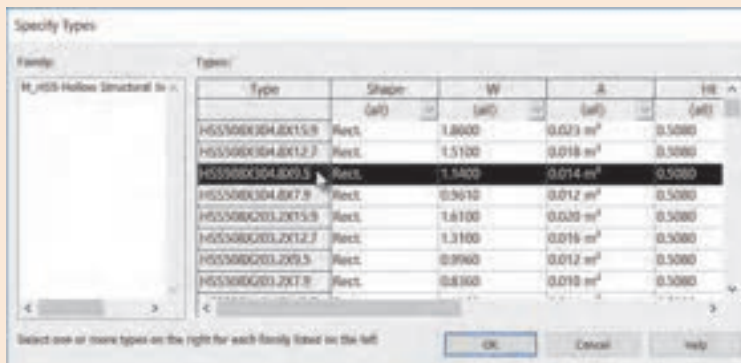 Specify Types
Family: Types:
M_HSS-Hollow Structural Se
Type Shape W A Ht
(all) (all) (all) (all)
HSS508X304.8X15.9 Rect. 1.8600 0.023 m² 0.5080
HSS508X304.8X12.7 Rect. 1.5100 0.018 m² 0.5080
HSS508X304.8X9.5 Rect. 1.1400 0.014 m² 0.5080
HSS508X304.8X7.9 Rect. 0.9610 0.012 m² 0.5080
HSS508X203.2X15.9 Rect. 1.6100 0.020 m² 0.5080
HSS508X203.2X12.7 Rect. 1.3100 0.016 m² 0.5080
HSS508X203.2X9.5 Rect. 0.9960 0.012 m² 0.5080
HSS508X203.2X7.9 Rect. 0.8360 0.010 m² 0.5080
Select one or more types on the right for each family listed on the left
OK Cancel Help